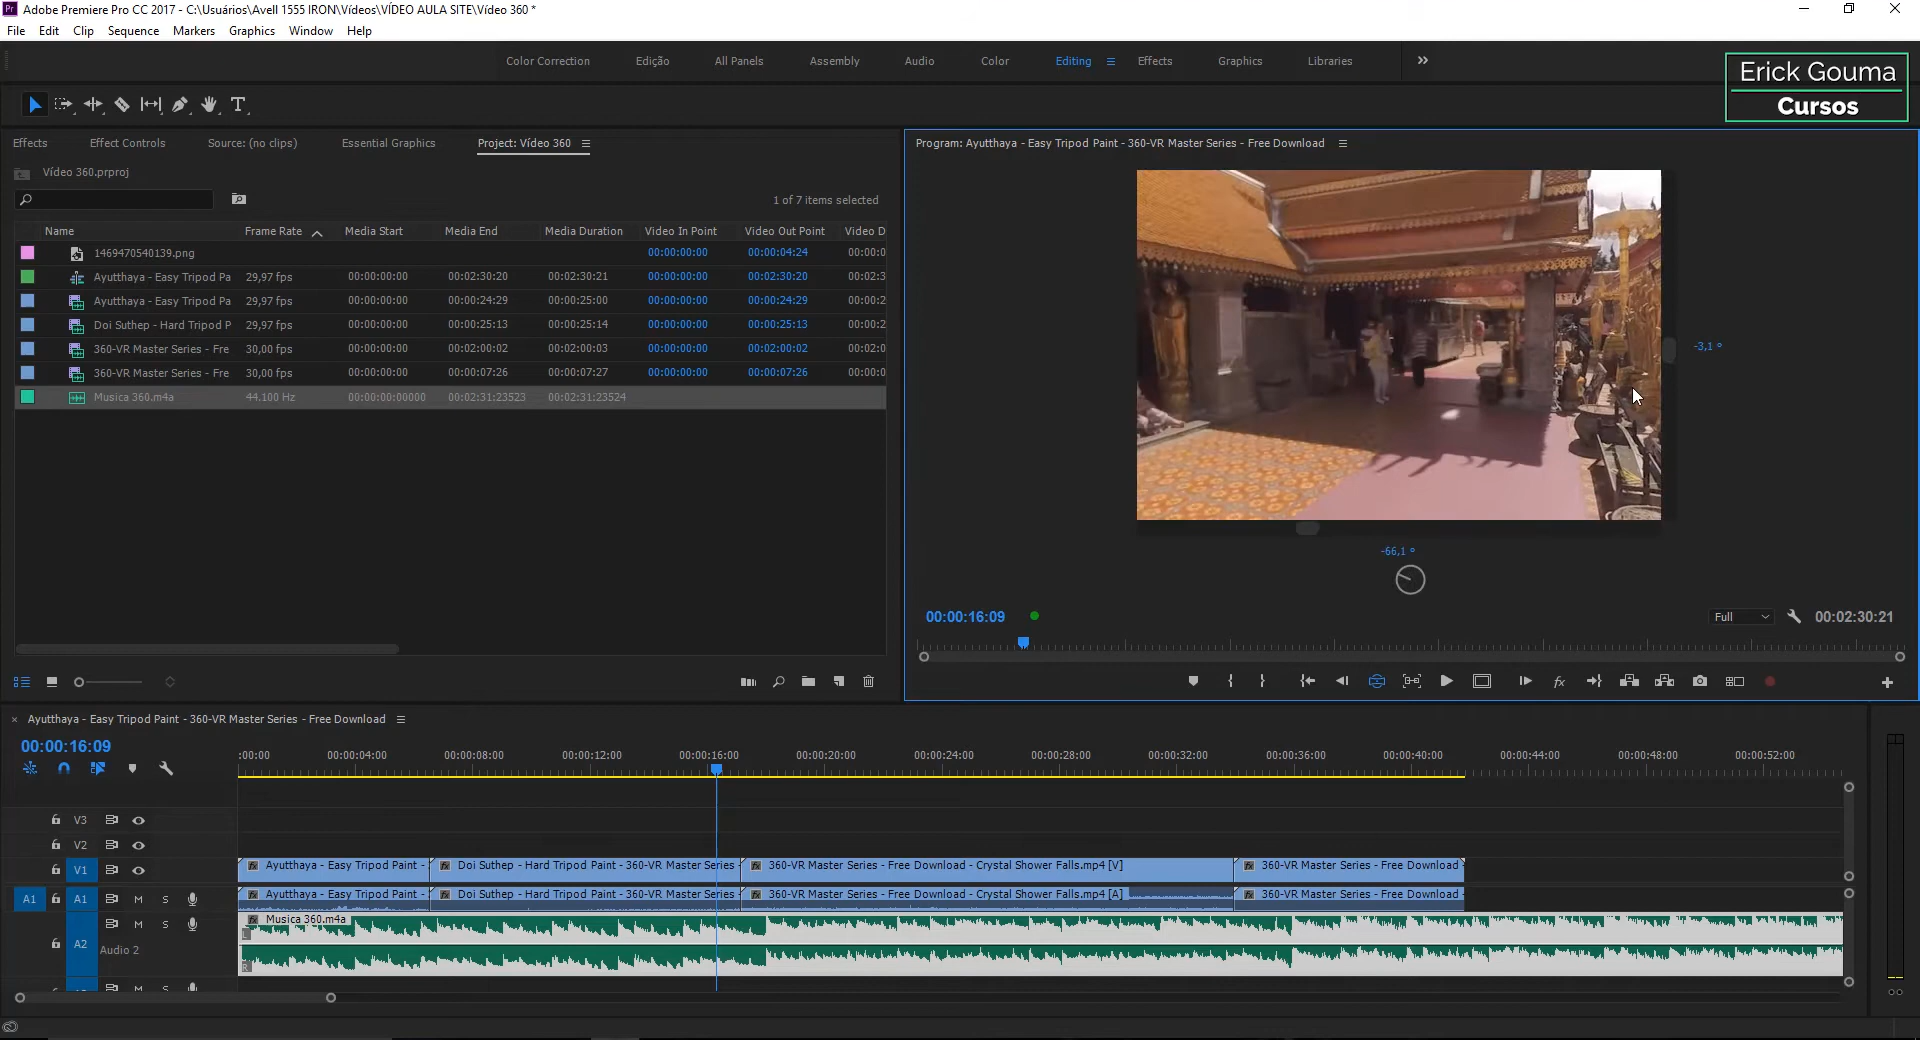 Adobe Premiere Pro CC 2017 - C:\Usuários\Avell 1555 IRON\Vídeos\VÍDEO AULA SITE\Vídeo 360 *
File Edit Clip Sequence Markers Graphics Window Help
Color Correction Edição All Panels Assembly Audio Color Editing Effects Graphics Libraries
Erick Gouma
Cursos
Effects Effect Controls Source: (no clips) Essential Graphics Project: Vídeo 360
Program: Ayutthaya - Easy Tripod Paint - 360-VR Master Series - Free Download
Vídeo 360.prproj
1 of 7 items selected
Name Frame Rate Media Start Media End Media Duration Video In Point Video Out Point Video D
1469470540139.png 00:00:00:00 00:00:04:24 00:00:0
Ayutthaya - Easy Tripod Pa 29,97 fps 00:00:00:00 00:02:30:20 00:02:30:21 00:00:00:00 00:02:30:20 00:02:3
Ayutthaya - Easy Tripod Pa 29,97 fps 00:00:00:00 00:00:24:29 00:00:25:00 00:00:00:00 00:00:24:29 00:00:2
Doi Suthep - Hard Tripod P 29,97 fps 00:00:00:00 00:00:25:13 00:00:25:14 00:00:00:00 00:00:25:13 00:00:2
360-VR Master Series - Fre 30,00 fps 00:00:00:00 00:02:00:02 00:02:00:03 00:00:00:00 00:02:00:02 00:02:0
360-VR Master Series - Fre 30,00 fps 00:00:00:00 00:00:07:26 00:00:07:27 00:00:00:00 00:00:07:26 00:00:0
Musica 360.m4a 44.100 Hz 00:00:00:00000 00:02:31:23523 00:02:31:23524
-3,1 º
-66,1 º
00:00:16:09 Full 00:02:30:21
Ayutthaya - Easy Tripod Paint - 360-VR Master Series - Free Download
00:00:16:09
:00:00 00:00:04:00 00:00:08:00 00:00:12:00 00:00:16:00 00:00:20:00 00:00:24:00 00:00:28:00 00:00:32:00 00:00:36:00 00:00:40:00 00:00:44:00 00:00:48:00 00:00:52:00
V3
V2
V1 Ayutthaya - Easy Tripod Paint - Doi Suthep - Hard Tripod Paint - 360-VR Master Series - 360-VR Master Series - Free Download - Crystal Shower Falls.mp4 [V] 360-VR Master Series - Free Download
A1 A1 M S Ayutthaya - Easy Tripod Paint - Doi Suthep - Hard Tripod Paint - 360-VR Master Series - 360-VR Master Series - Free Download - Crystal Shower Falls.mp4 [A] 360-VR Master Series - Free Download -
M S Musica 360.m4a
L
A2 Audio 2
R
M S